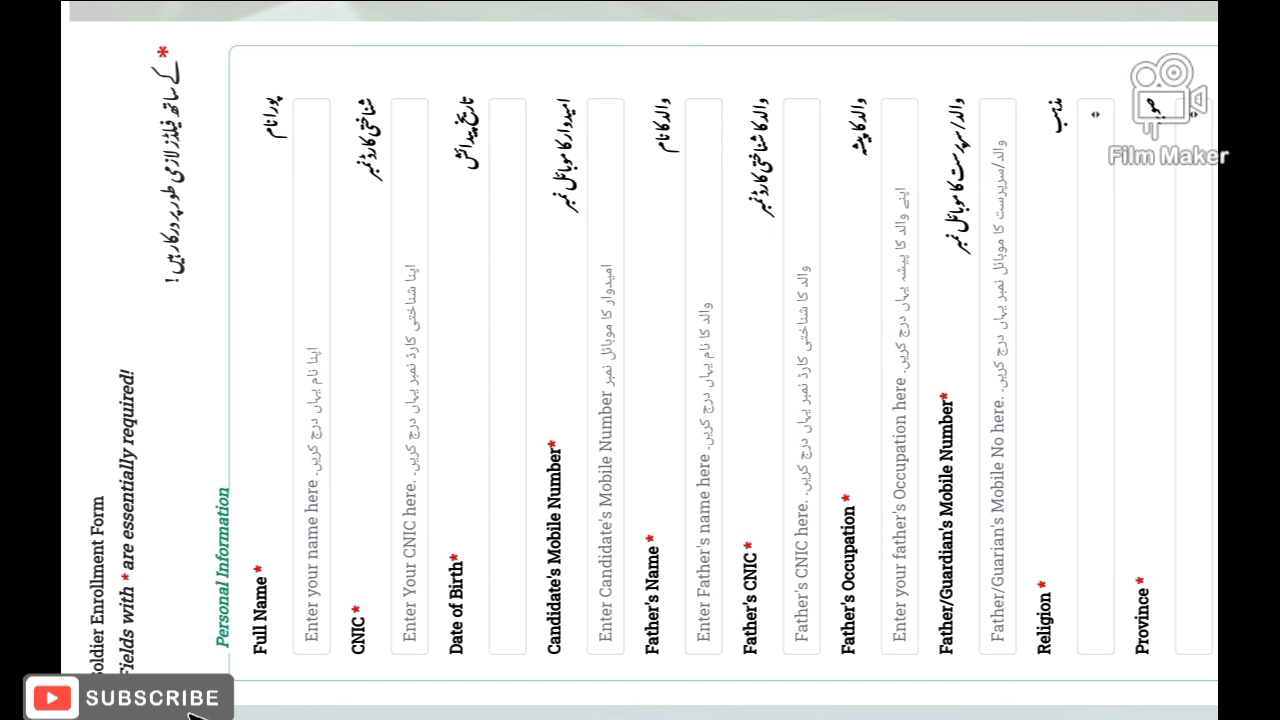 Soldier Enrollment Form
Fields with * are essentially required!
* کے ساتھ فیلڈز لازمی طور پر درکار ہیں!
Personal Information
Full Name * پورا نام
Enter your name here .اپنا نام یہاں درج کریں
CNIC * شناختی کارڈ نمبر
Enter Your CNIC here. .اپنا شناختی کارڈ نمبر یہاں درج کریں
Date of Birth* تاریخ پیدائش
Candidate's Mobile Number* امیدوار کا موبائل نمبر
Enter Candidate's Mobile Number امیدوار کا موبائل نمبر
Father's Name * والد کا نام
Enter Father's name here .والد کا نام یہاں درج کریں
Father's CNIC * والد کا شناختی کارڈ نمبر
Father's CNIC here. .والد کا شناختی کارڈ نمبر یہاں درج کریں
Father's Occupation * والد کا پیشہ
Enter your father's Occupation here .اپنے والد کا پیشہ یہاں درج کریں
Father/Guardian's Mobile Number* والد/سرپرست کا موبائل نمبر
Father/Guarian's Mobile No here. .والد/سرپرست کا موبائل نمبر یہاں درج کریں
Religion * مذہب
Province *
Film Maker
SUBSCRIBE